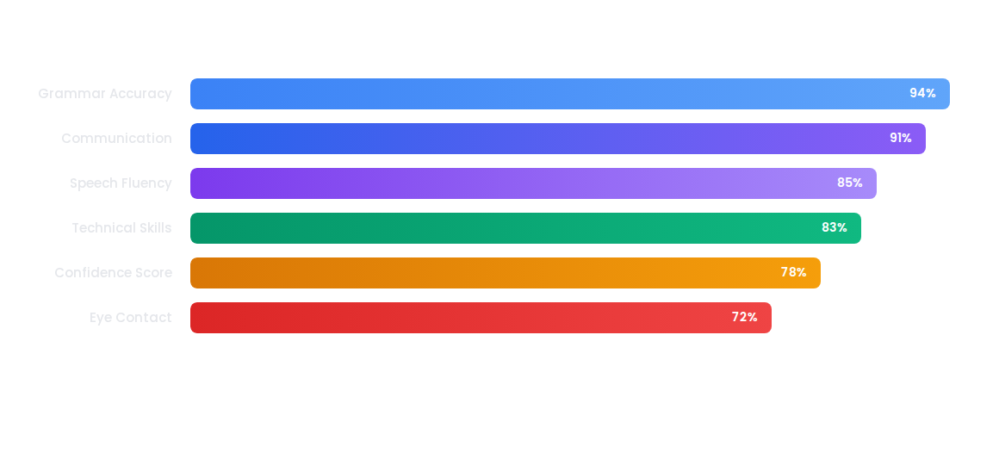 Grammar Accuracy 94%
Communication 91%
Speech Fluency 85%
Technical Skills 83%
Confidence Score 78%
Eye Contact 72%